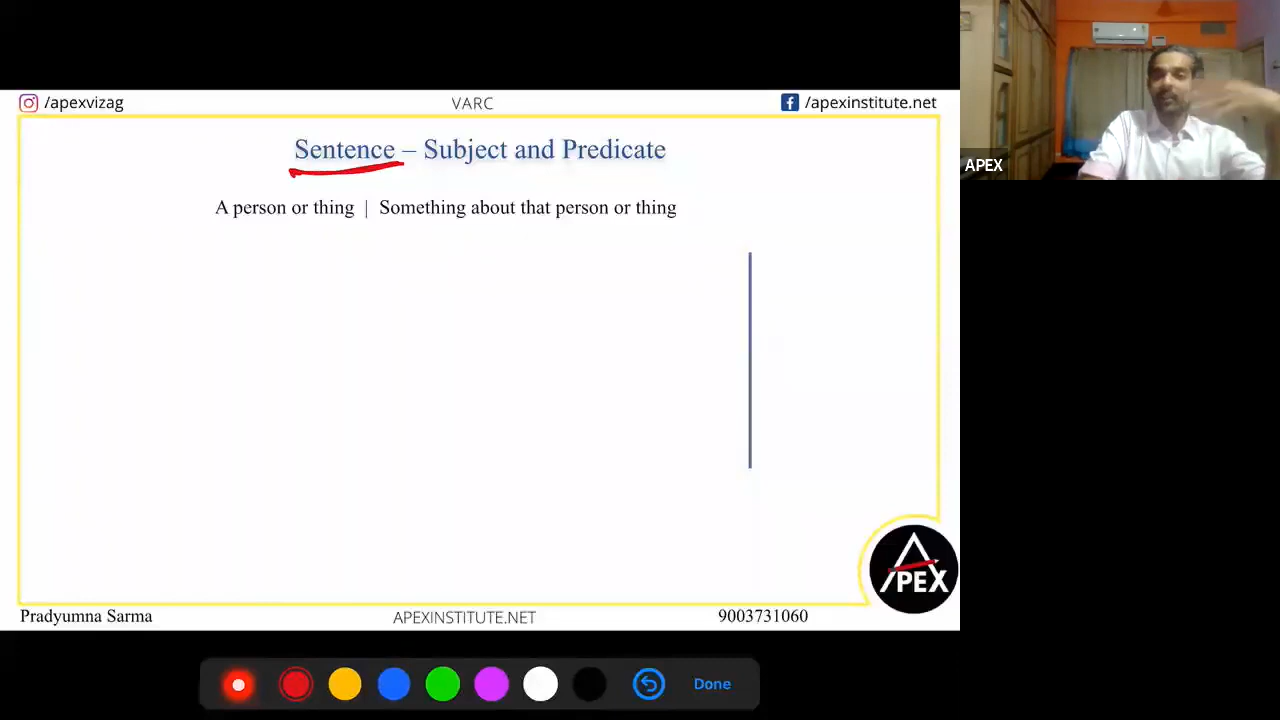 /apexvizag
VARC
/apexinstitute.net
Sentence – Subject and Predicate
A person or thing | Something about that person or thing
APEX
APEX
Pradyumna Sarma
APEXINSTITUTE.NET
9003731060
Done